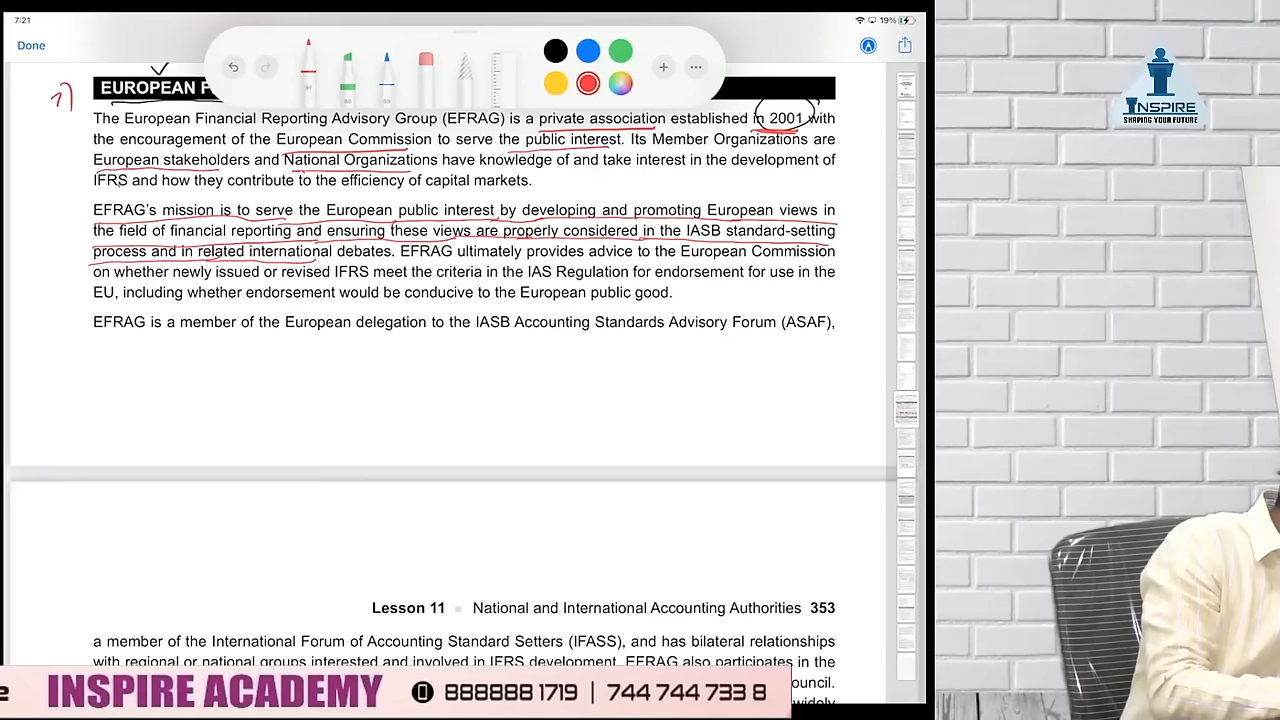 7:21
19%
Done
EUROPEAN F
7)
The European Financial Reporting Advisory Group (EFRAG) is a private association established in 2001 with
the encouragement of the European Commission to serve the public interest. Its Member Organizations are
European stakeholders and National Organizations have knowledge of and take interest in the development of
IFRS and how they contribute to the efficiency of capital markets.
EFRAG's mission is to serve the European public interest by developing and promoting European views in
the field of financial reporting and ensuring these views are properly considered in the IASB standard-setting
process and in related international debates. EFRAG ultimately provides advice to the European Commission
on whether newly issued or revised IFRS meet the criteria in the IAS Regulation for endorsement for use in the
EU, including whether endorsement would be conducive to the European public good.
EFRAG is a member of the European delegation to the IASB Accounting Standards Advisory Forum (ASAF),
Lesson 11 National and International Accounting Authorities 353
a member of the International Forum of Accounting Standard Setters (IFASS), and has bilateral relationships
with regional or national groups interested and involved in IFRS development. EFRAG also participates in the
ouncil.
widely
INSPIRE ACADEMY 888888 1719 | 744 744 733 8
INSPIRE
SHAPING YOUR FUTURE